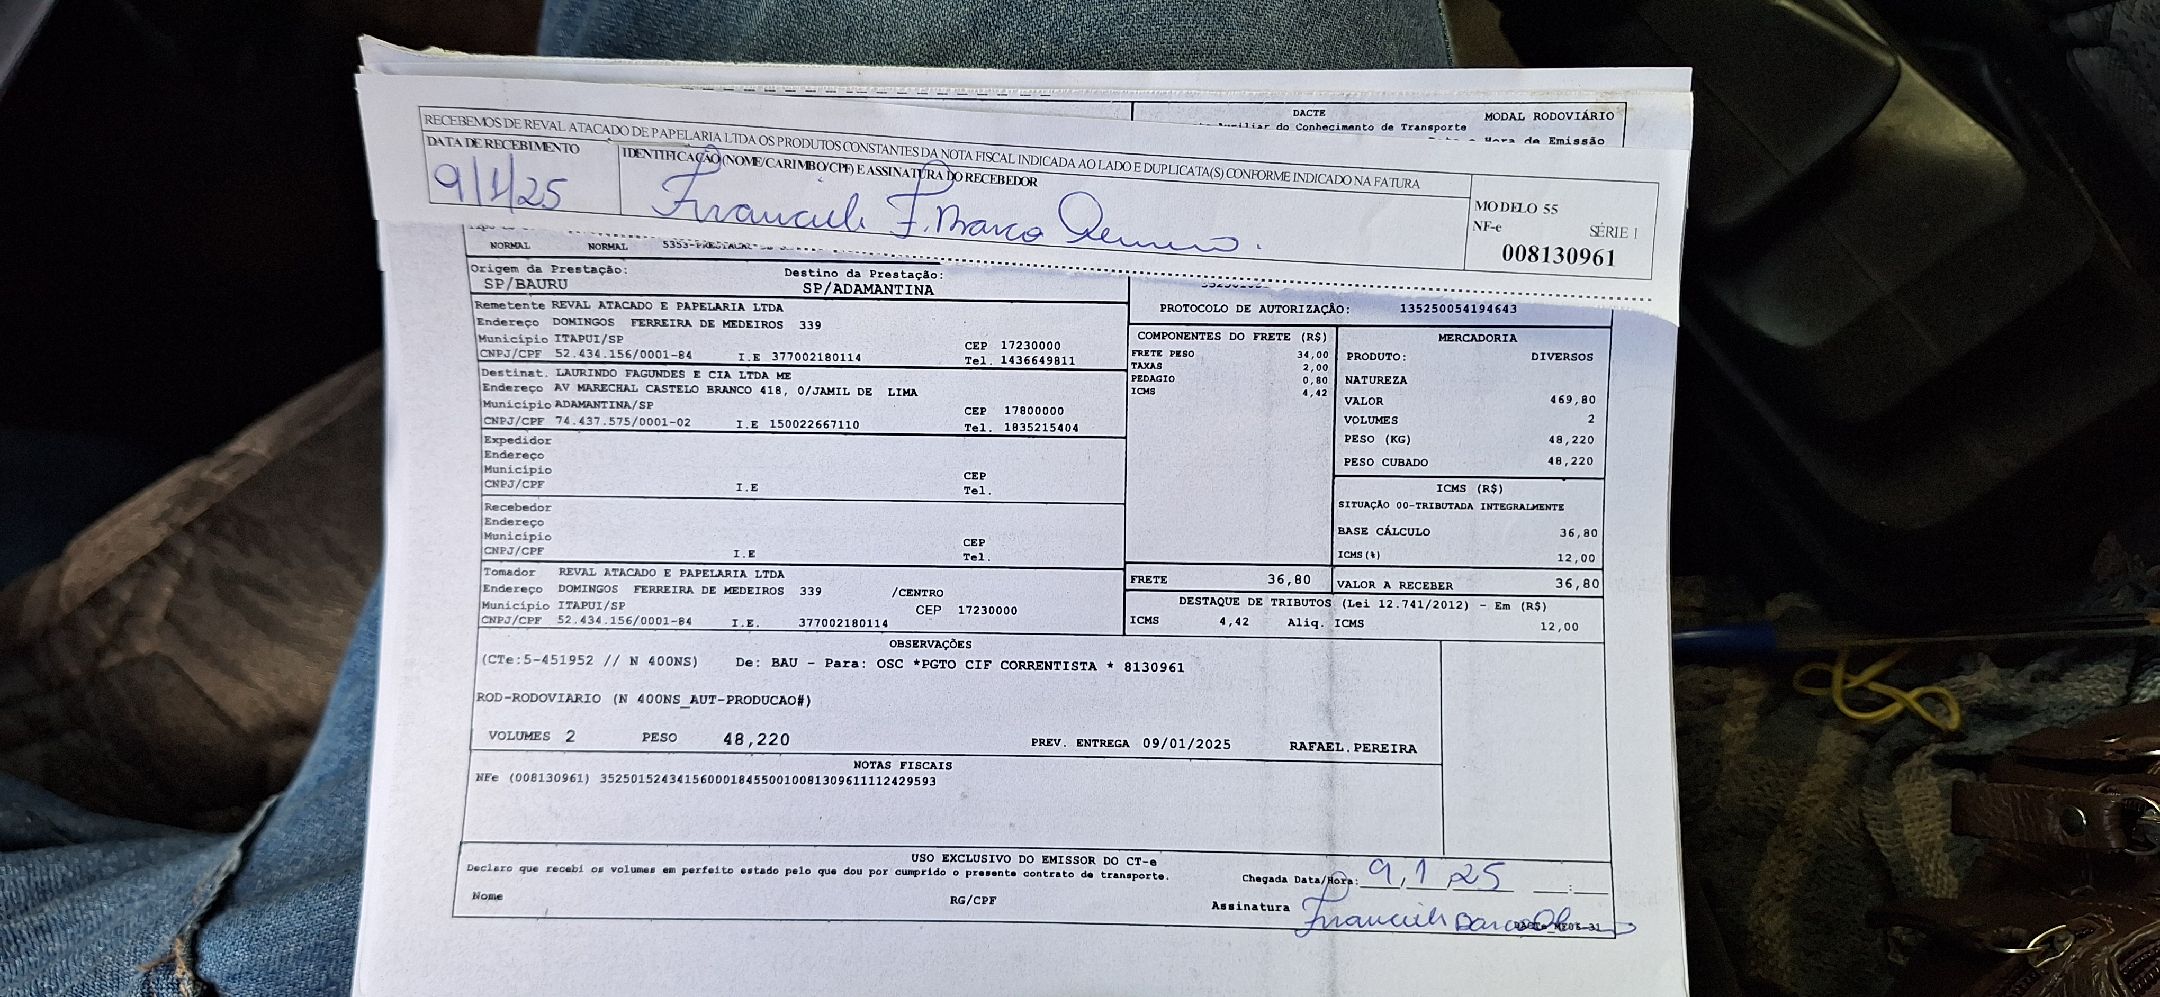 DACTE
MODAL RODOVIÁRIO
do Conhecimento de Transporte
Hora de Emissão
RECEBEMOS DE REVAL ATACADO DE PAPELARIA LTDA OS PRODUTOS CONSTANTES DA NOTA FISCAL INDICADA AO LADO E DUPLICATA(S) CONFORME INDICADO NA FATURA
DATA DE RECEBIMENTO
IDENTIFICAÇÃO (NOME/CARIMBO/CPF) E ASSINATURA DO RECEBEDOR
9/1/25
MODELO 55
NF-e SÉRIE 1
008130961
NORMAL NORMAL
Origem da Prestação: Destino da Prestação:
SP/BAURU SP/ADAMANTINA
PROTOCOLO DE AUTORIZAÇÃO: 135250054194643
Remetente REVAL ATACADO E PAPELARIA LTDA
Endereço DOMINGOS FERREIRA DE MEDEIROS 339
Município ITAPUI/SP CEP 17230000
CNPJ/CPF 52.434.156/0001-84 I.E 377002180114 Tel. 1436649811
Destinat. LAURINDO FAGUNDES E CIA LTDA ME
Endereço AV MARECHAL CASTELO BRANCO 418, 0/JAMIL DE LIMA
Município ADAMANTINA/SP CEP 17800000
CNPJ/CPF 74.437.575/0001-02 I.E 150022667110 Tel. 1835215404
Expedidor
Endereço
Município CEP
CNPJ/CPF I.E Tel.
Recebedor
Endereço
Município CEP
CNPJ/CPF I.E Tel.
Tomador REVAL ATACADO E PAPELARIA LTDA
Endereço DOMINGOS FERREIRA DE MEDEIROS 339 /CENTRO
Município ITAPUI/SP CEP 17230000
CNPJ/CPF 52.434.156/0001-84 I.E. 377002180114
COMPONENTES DO FRETE (R$)
FRETE PESO 34,00
TAXAS 2,00
PEDAGIO 0,80
ICMS 4,42
FRETE 36,80
MERCADORIA
PRODUTO: DIVERSOS
NATUREZA
VALOR 469,80
VOLUMES 2
PESO (KG) 48,220
PESO CUBADO 48,220
ICMS (R$)
SITUAÇÃO 00-TRIBUTADA INTEGRALMENTE
BASE CÁLCULO 36,80
ICMS(%) 12,00
VALOR A RECEBER 36,80
DESTAQUE DE TRIBUTOS (Lei 12.741/2012) - Em (R$)
ICMS 4,42 Aliq. ICMS 12,00
OBSERVAÇÕES
(CTe:5-451952 // N 400NS) De: BAU - Para: OSC *PGTO CIF CORRENTISTA * 8130961
ROD-RODOVIARIO (N 400NS_AUT-PRODUCAO#)
VOLUMES 2 PESO 48,220 PREV. ENTREGA 09/01/2025 RAFAEL.PEREIRA
NOTAS FISCAIS
NFe (008130961) 35250152434156000184550010081309611112429593
USO EXCLUSIVO DO EMISSOR DO CT-e
Declaro que recebi os volumes em perfeito estado pelo que dou por cumprido o presente contrato de transporte.
Chegada Data/Hora: 9,1 25
Nome RG/CPF Assinatura